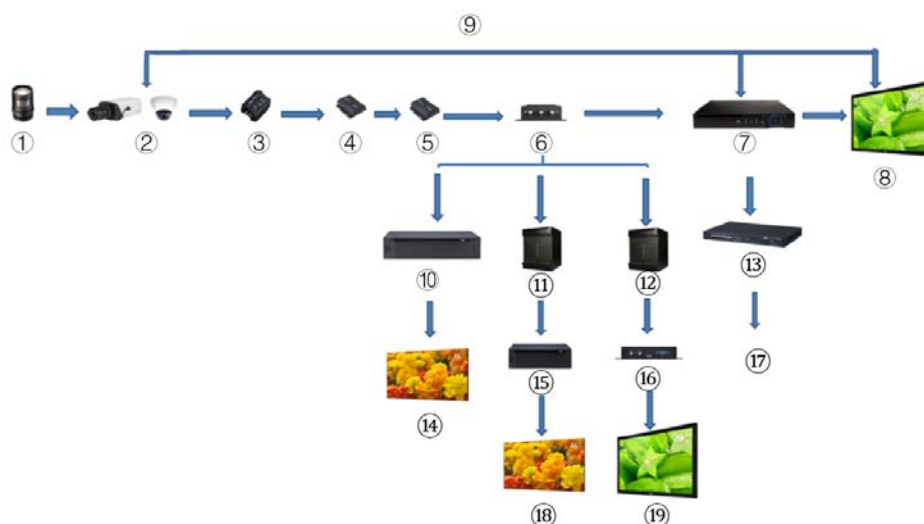 ⑨
① ② ③ ④ ⑤ ⑥ ⑦ ⑧
⑩ ⑪ ⑫ ⑬
⑭ ⑮ ⑯ ⑰
⑱ ⑲